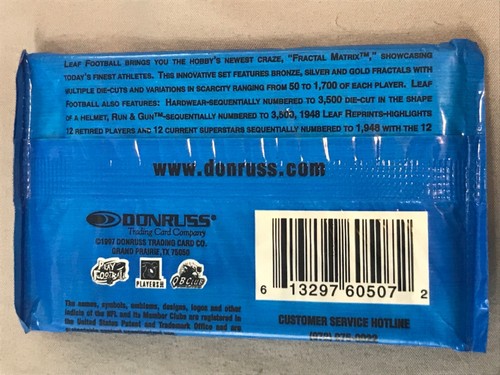 LEAF FOOTBALL BRINGS YOU THE HOBBY'S NEWEST CRAZE, "FRACTAL MATRIX™," SHOWCASING
TODAY'S FINEST ATHLETES. THIS INNOVATIVE SET FEATURES BRONZE, SILVER AND GOLD FRACTALS WITH
MULTIPLE DIE-CUTS AND VARIATIONS IN SCARCITY RANGING FROM 50 TO 1,700 OF EACH PLAYER. LEAF
FOOTBALL ALSO FEATURES: HARDWEAR-SEQUENTIALLY NUMBERED TO 3,500 DIE-CUT IN THE SHAPE
OF A HELMET, RUN & GUN™-SEQUENTIALLY NUMBERED TO 3,500, 1948 LEAF REPRINTS-HIGHLIGHTS
12 RETIRED PLAYERS AND 12 CURRENT SUPERSTARS SEQUENTIALLY NUMBERED TO 1,948 WITH THE 12
www.donruss.com
DONRUSS®
Trading Card Company
©1997 DONRUSS TRADING CARD CO.
GRAND PRAIRIE, TX 75050
PLAY FOOTBALL
PLAYERS
QB CLUB
6 13297 60507 2
The names, symbols, emblems, designs, logos and other
indicia of the NFL and its Member Clubs are registered in
the United States Patent and Trademark Office and are
CUSTOMER SERVICE HOTLINE